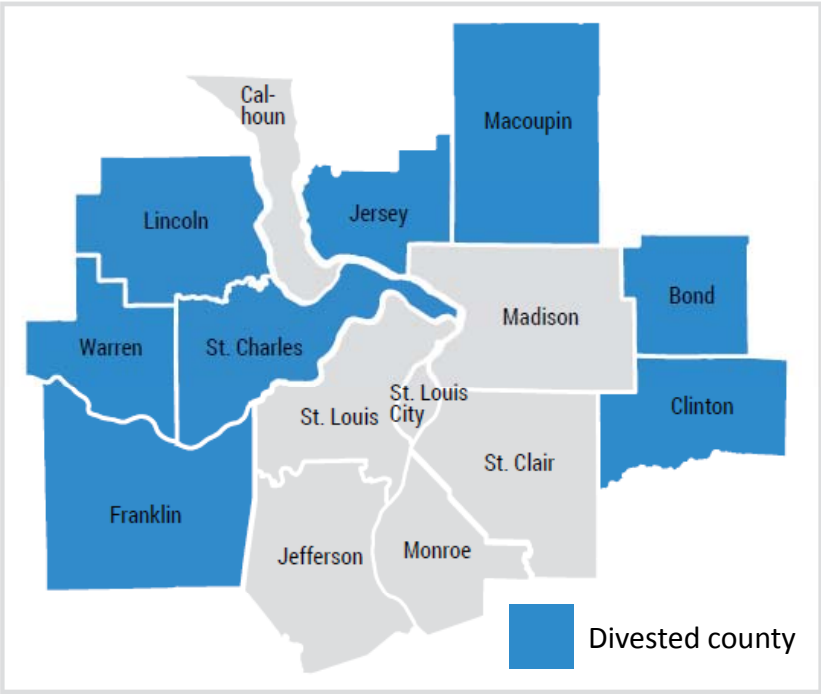 Cal-
houn
Macoupin
Lincoln
Jersey
Bond
Madison
Warren
St. Charles
St. Louis
City
Clinton
St. Louis
St. Clair
Franklin
Jefferson
Monroe
Divested county